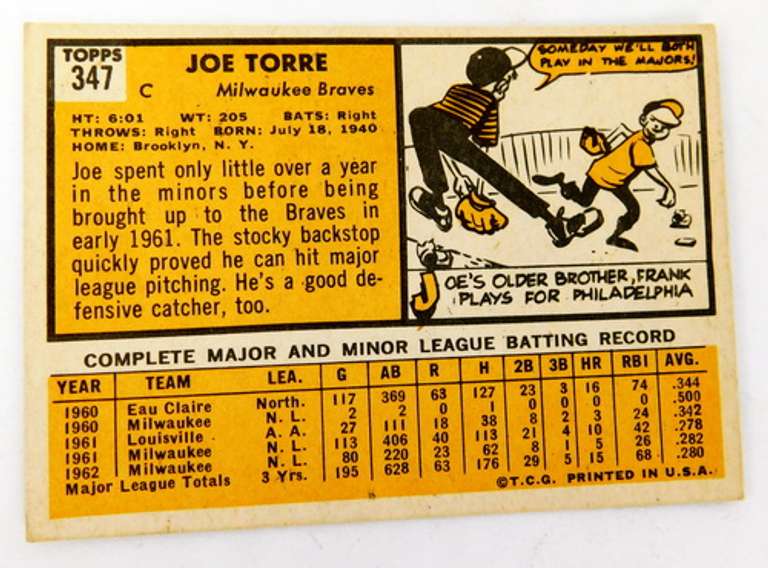 TOPPS
347
JOE TORRE
C Milwaukee Braves
HT: 6:01 WT: 205 BATS: Right
THROWS: Right BORN: July 18, 1940
HOME: Brooklyn, N. Y.
Joe spent only little over a year
in the minors before being
brought up to the Braves in
early 1961. The stocky backstop
quickly proved he can hit major
league pitching. He's a good de-
fensive catcher, too.
SOMEDAY WE'LL BOTH
PLAY IN THE MAJORS!
JOE'S OLDER BROTHER, FRANK
PLAYS FOR PHILADELPHIA
COMPLETE MAJOR AND MINOR LEAGUE BATTING RECORD
YEAR TEAM LEA. G AB R H 2B 3B HR RBI AVG.
1960 Eau Claire North. 117 369 63 127 23 3 16 74 .344
1960 Milwaukee N. L. 2 2 0 1 0 0 0 0 .500
1961 Louisville A. A. 27 111 18 38 8 2 3 24 .342
1961 Milwaukee N. L. 113 406 40 113 21 4 10 42 .278
1962 Milwaukee N. L. 80 220 23 62 8 1 5 26 .282
Major League Totals 3 Yrs. 195 628 63 176 29 5 15 68 .280
©T.C.G. PRINTED IN U.S.A.